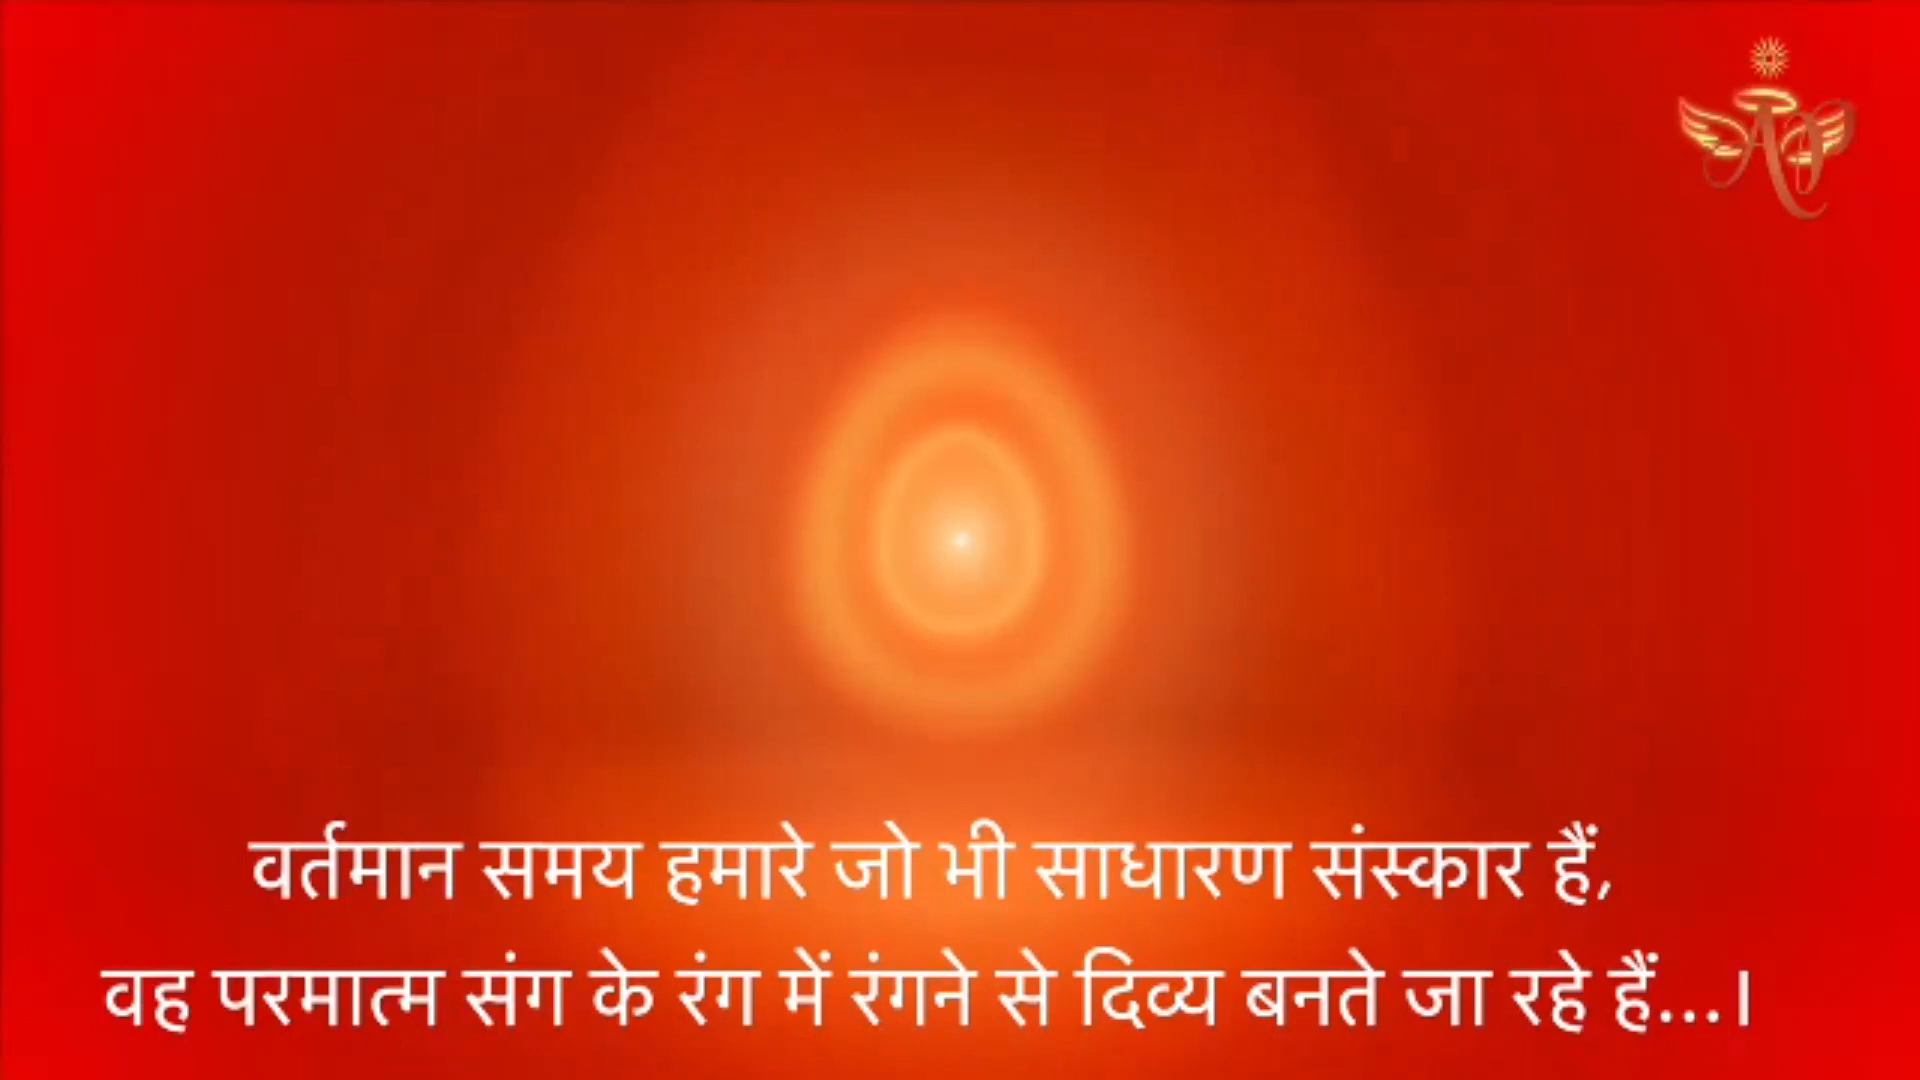 वर्तमान समय हमारे जो भी साधारण संस्कार हैं,
वह परमात्म संग के रंग में रंगने से दिव्य बनते जा रहे हैं...।